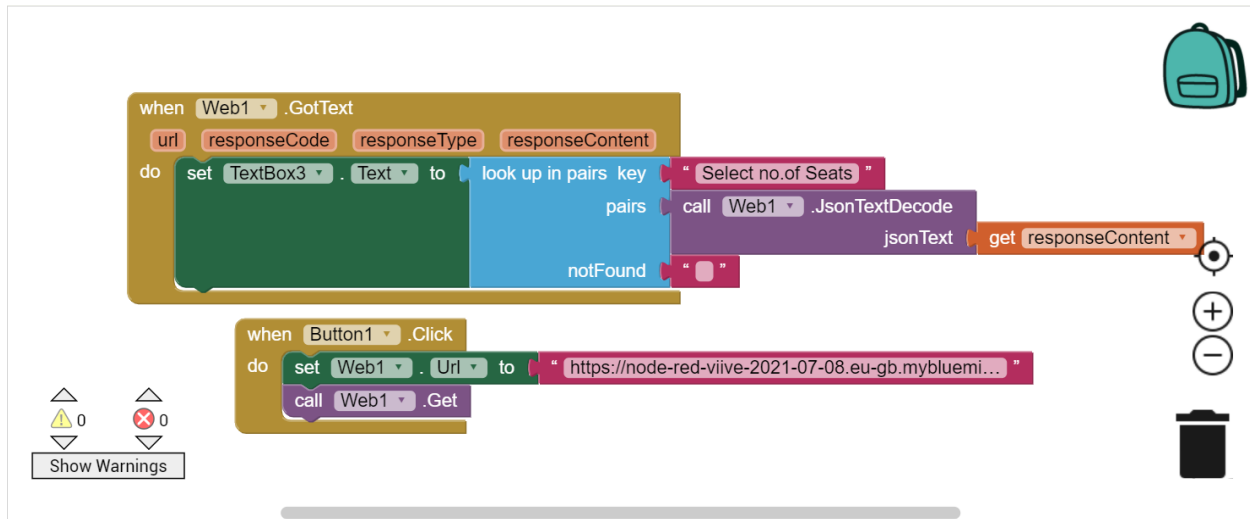 when Web1 .GotText
url responseCode responseType responseContent
do set TextBox3 . Text to look up in pairs key “ Select no.of Seats ”
pairs call Web1 .JsonTextDecode
jsonText get responseContent
notFound “ ”
when Button1 .Click
do set Web1 . Url to “ https://node-red-viive-2021-07-08.eu-gb.mybluemi... ”
call Web1 .Get
0 0
Show Warnings